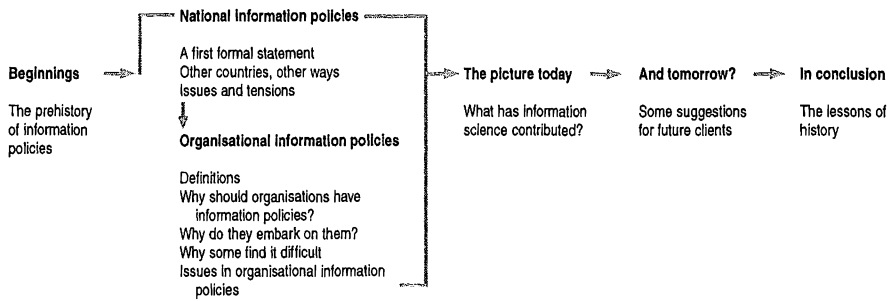 Beginnings
The prehistory
of information
policies
National information policies
A first formal statement
Other countries, other ways
Issues and tensions
Organisational information policies
Definitions
Why should organisations have
information policies?
Why do they embark on them?
Why some find it difficult
Issues in organisational information
policies
The picture today
What has information
science contributed?
And tomorrow?
Some suggestions
for future clients
In conclusion
The lessons of
history